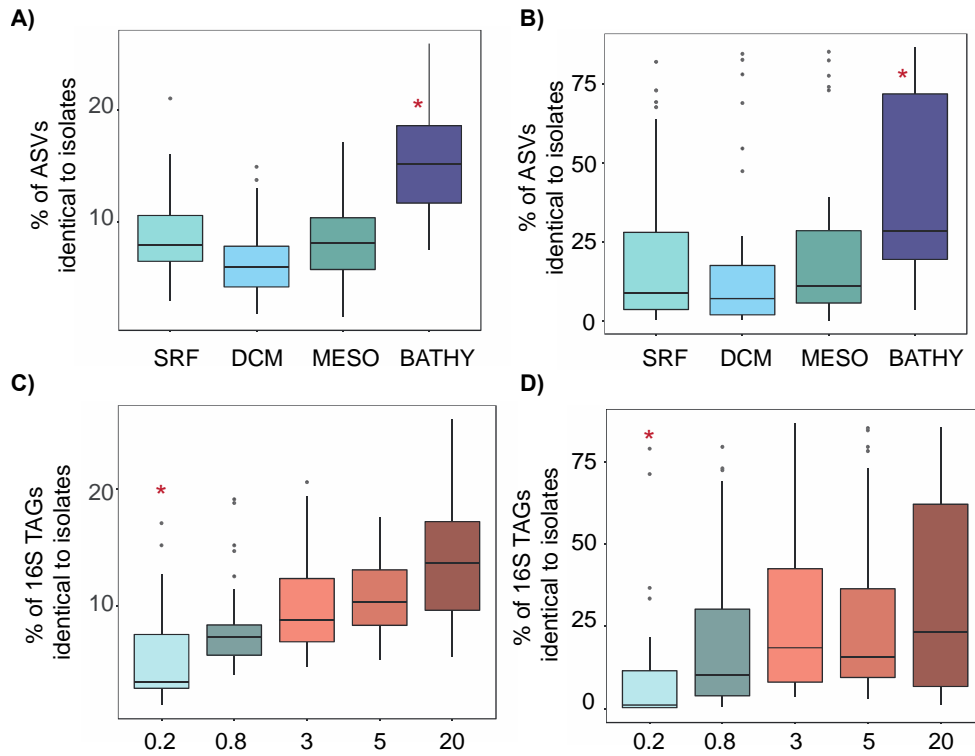 A)
% of ASVs
identical to isolates
20
10
*
SRF DCM MESO BATHY
B)
% of ASVs
identical to isolates
75
50
25
0
*
SRF DCM MESO BATHY
C)
% of 16S TAGs
identical to isolates
20
10
*
0.2 0.8 3 5 20
D)
% of 16S TAGs
identical to isolates
75
50
25
0
*
0.2 0.8 3 5 20